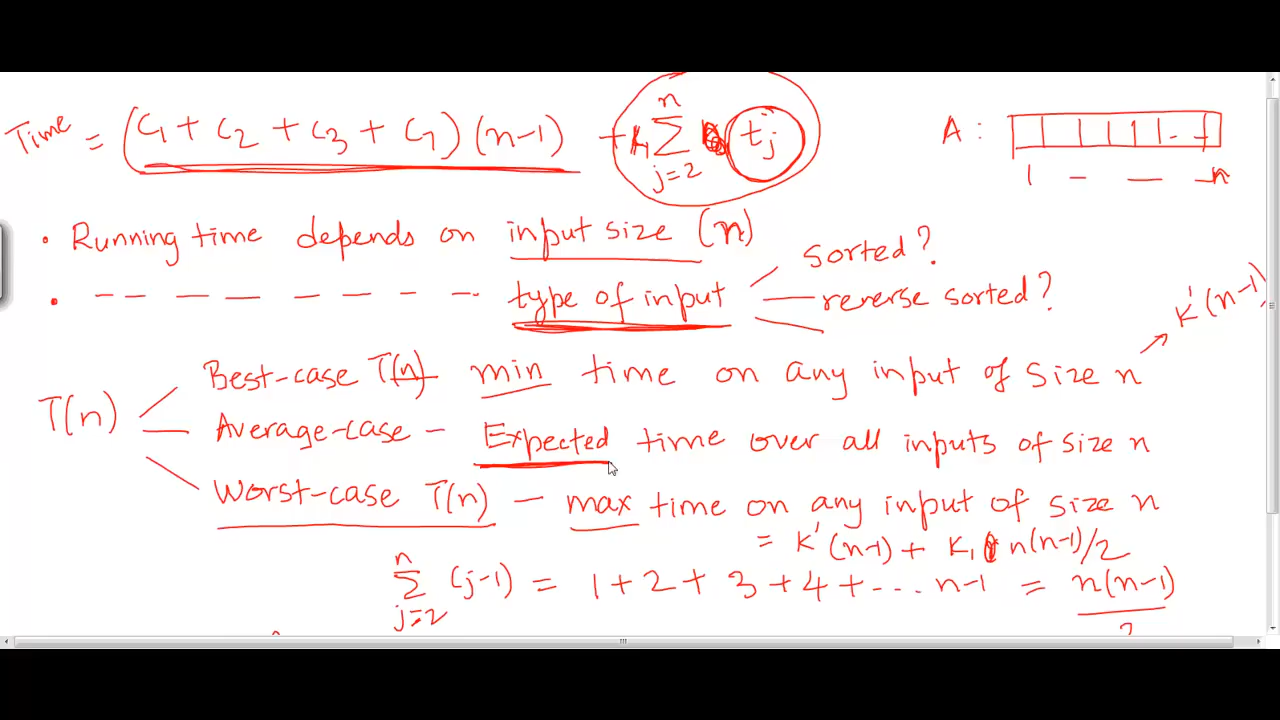 Time = (C1 + C2 + C3 + C7)(n-1) + K1 n Σ j=2 tj
A : 1 - - - n
• Running time depends on input size (n)
• - - - - - - - - type of input
sorted?
reverse sorted?
K'(n-1)
T(n)
Best-case T(n) min time on any input of size n
Average-case - Expected time over all inputs of size n
Worst-case T(n) - max time on any input of size n
= K'(n-1) + K1 n(n-1)/2
n Σ j=2 (j-1) = 1 + 2 + 3 + 4 + ... n-1 = n(n-1)